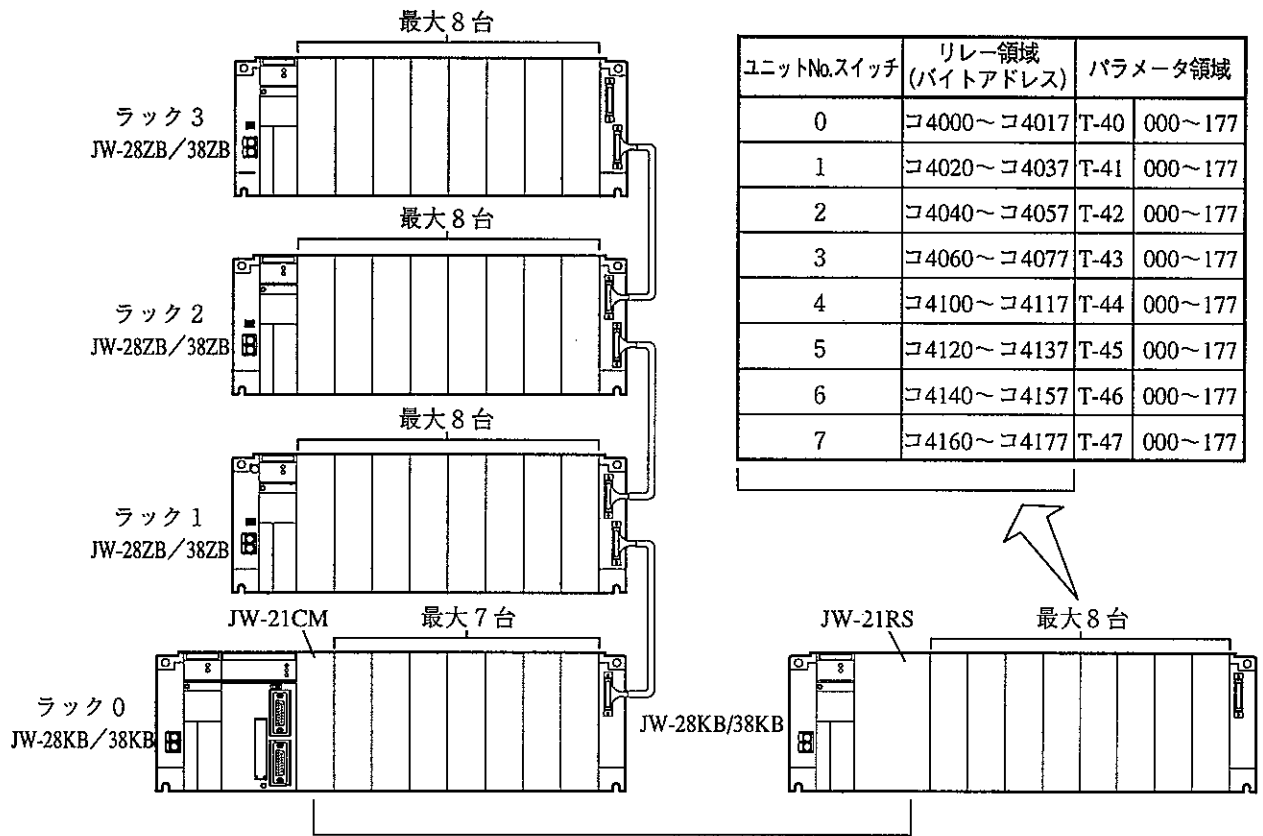 最大8台
ラック3
JW-28ZB／38ZB
最大8台
ラック2
JW-28ZB／38ZB
最大8台
ラック1
JW-28ZB／38ZB
JW-21CM
最大7台
ラック0
JW-28KB／38KB
ユニットNo.スイッチ リレー領域 (バイトアドレス) パラメータ領域
0 コ4000～コ4017 T-40 000～177
1 コ4020～コ4037 T-41 000～177
2 コ4040～コ4057 T-42 000～177
3 コ4060～コ4077 T-43 000～177
4 コ4100～コ4117 T-44 000～177
5 コ4120～コ4137 T-45 000～177
6 コ4140～コ4157 T-46 000～177
7 コ4160～コ4177 T-47 000～177
JW-21RS
最大8台
JW-28KB/38KB